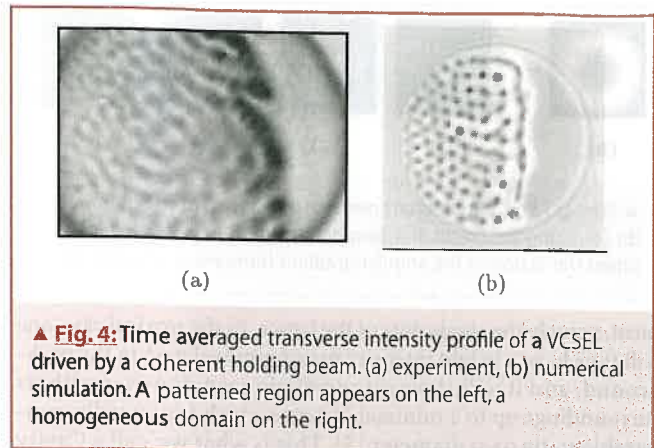 (a)
(b)
▲ Fig. 4: Time averaged transverse intensity profile of a VCSEL
driven by a coherent holding beam. (a) experiment, (b) numerical
simulation. A patterned region appears on the left, a
homogeneous domain on the right.